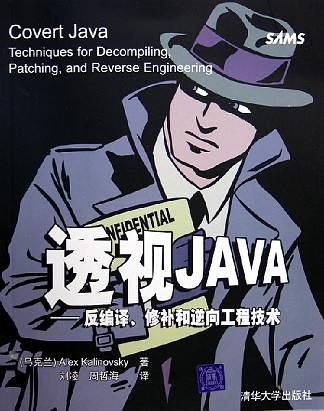 Covert Java
Techniques for Decompiling,
Patching, and Reverse Engineering
SAMS
CONFIDENTIAL
透视JAVA
——反编译、修补和逆向工程技术
(乌克兰) Alex Kalinovsky 著
刘凌 周哲海 译
清华大学出版社